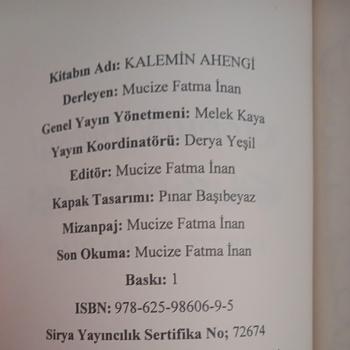 Kitabın Adı: KALEMİN AHENGİ
Derleyen: Mucize Fatma İnan
Genel Yayın Yönetmeni: Melek Kaya
Yayın Koordinatörü: Derya Yeşil
Editör: Mucize Fatma İnan
Kapak Tasarımı: Pınar Başıbeyaz
Mizanpaj: Mucize Fatma İnan
Son Okuma: Mucize Fatma İnan
Baskı: 1
ISBN: 978-625-98606-9-5
Sirya Yayıncılık Sertifika No; 72674